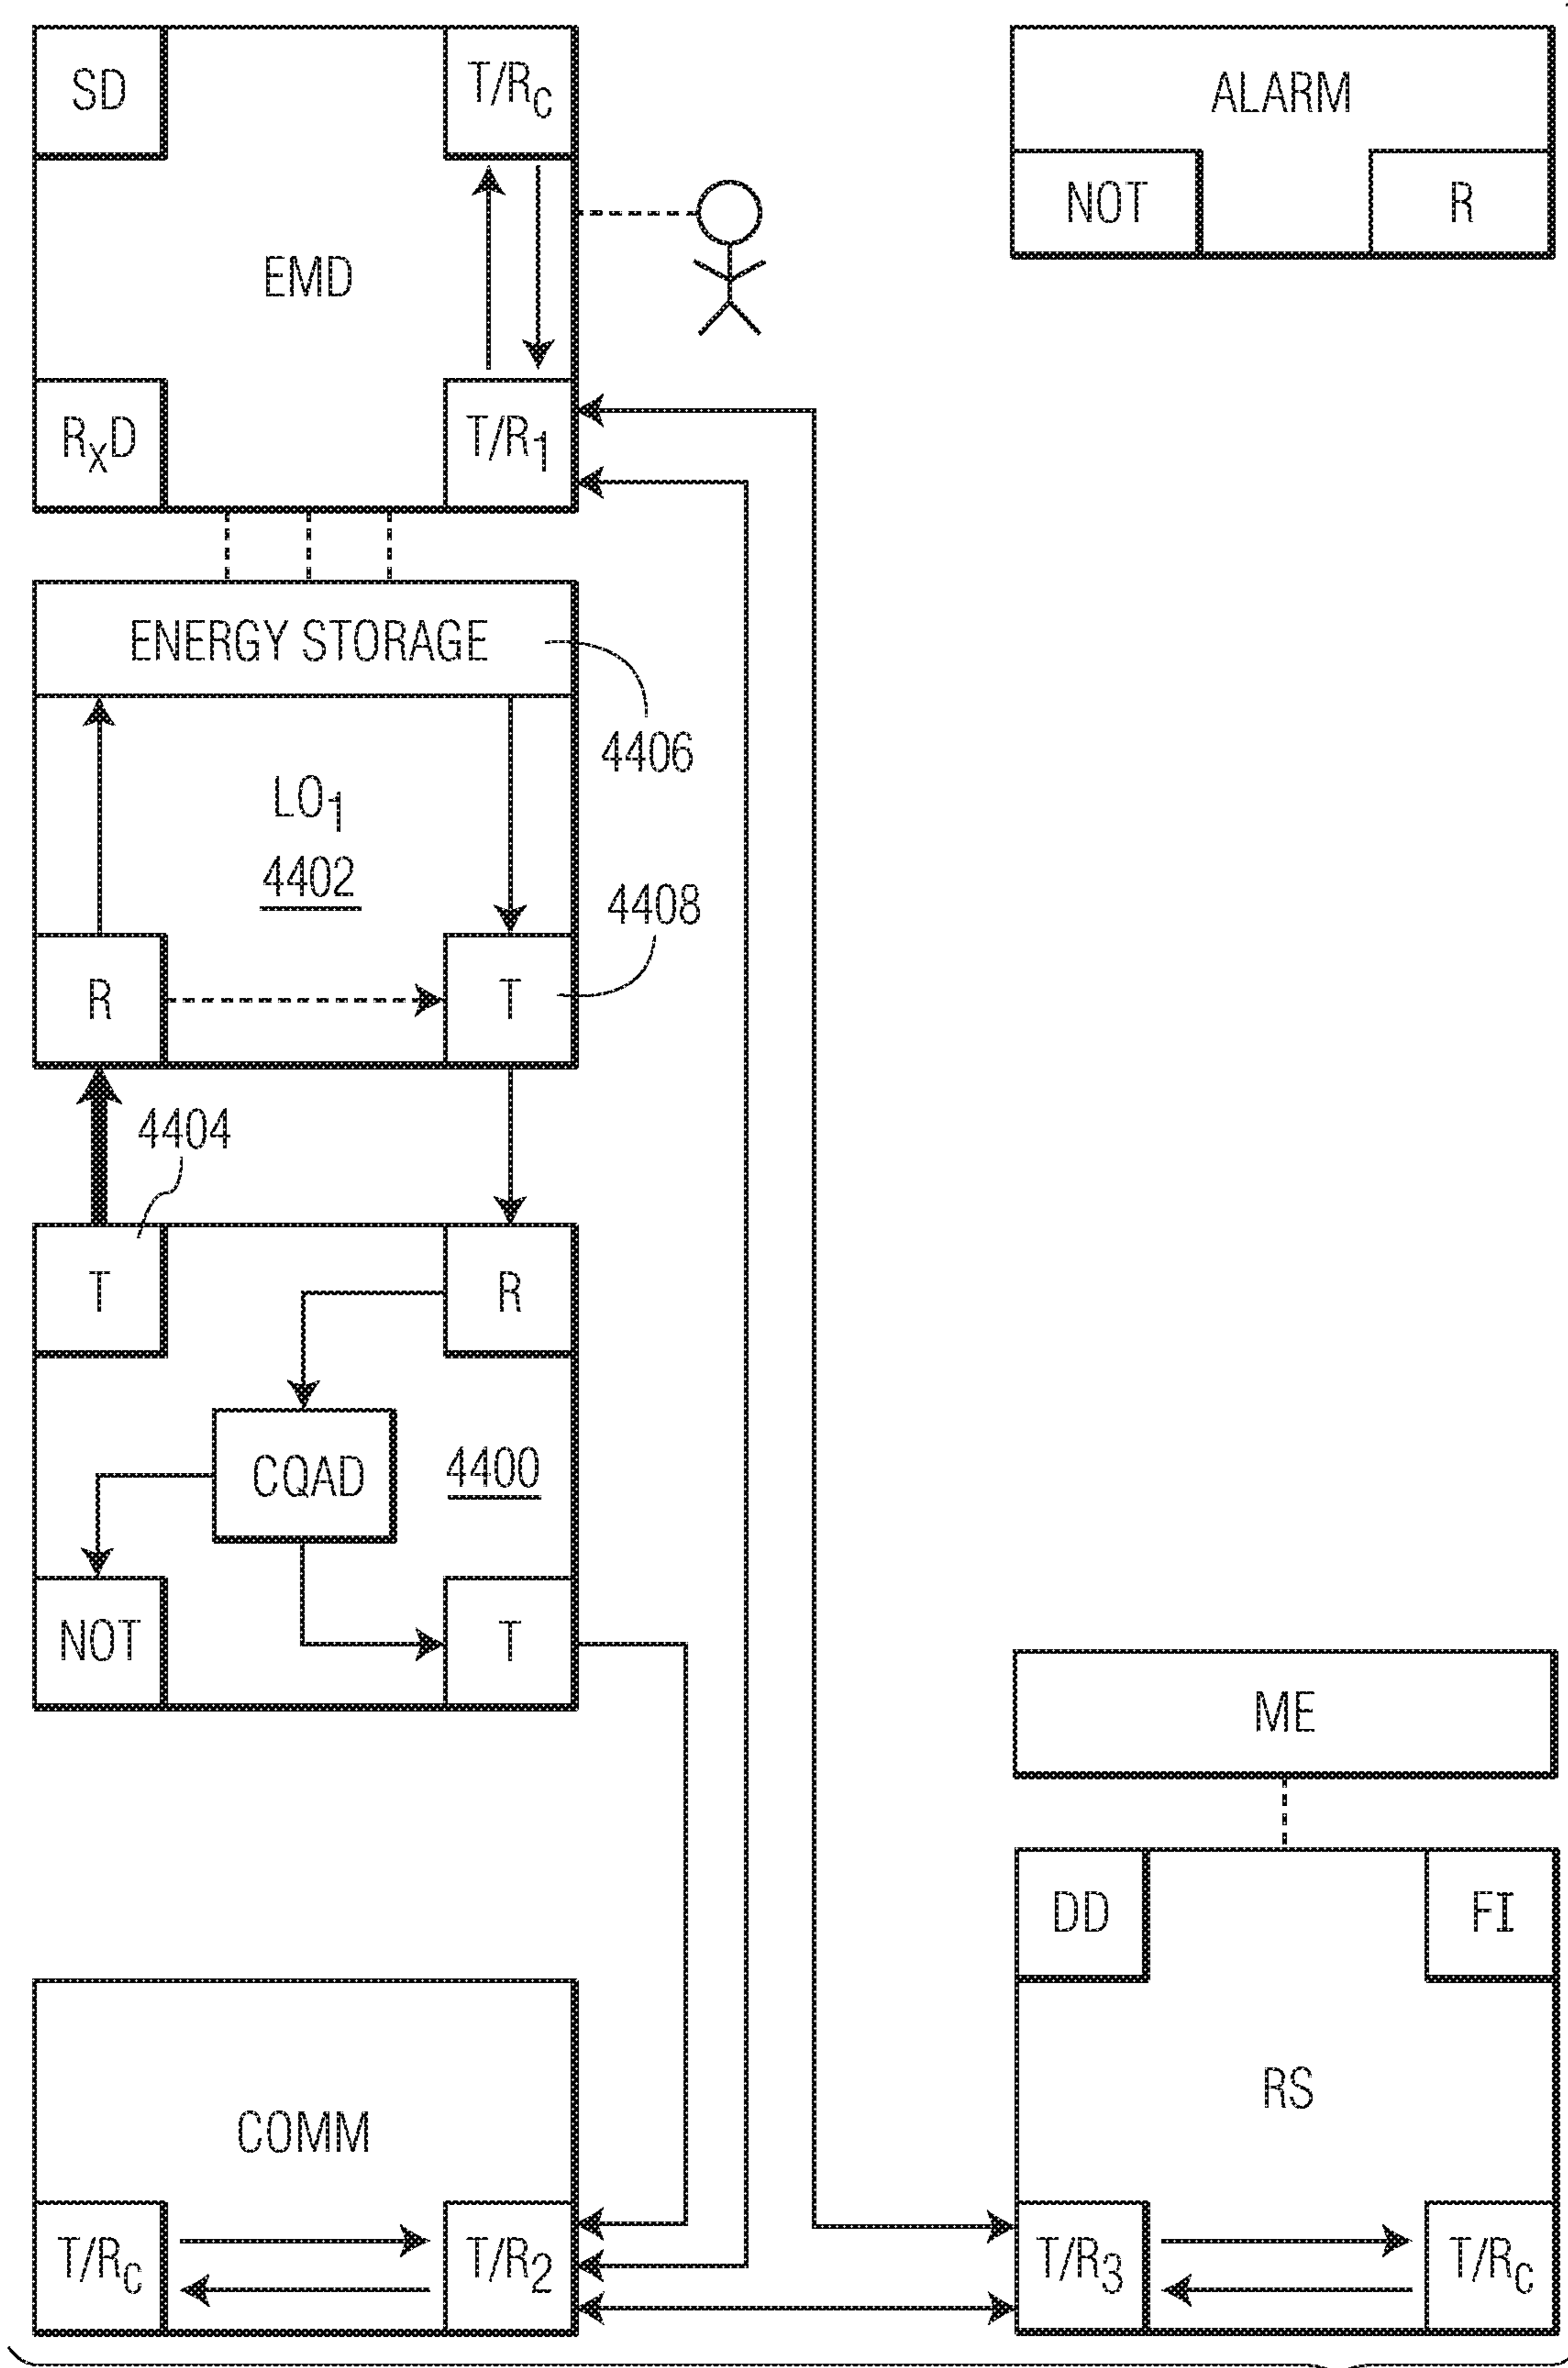 SD
T/RC
ALARM
NOT
R
EMD
RXD
T/R1
ENERGY STORAGE
4406
LO1
4402
4408
R
T
4404
T
R
CQAD
4400
NOT
T
ME
DD
FI
RS
COMM
T/RC
T/R2
T/R3
T/RC